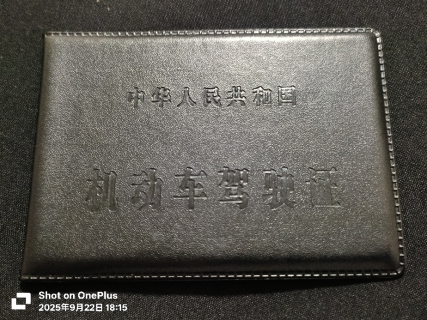 中华人民共和国
机动车驾驶证
Shot on OnePlus
2025年9月22日 18:15